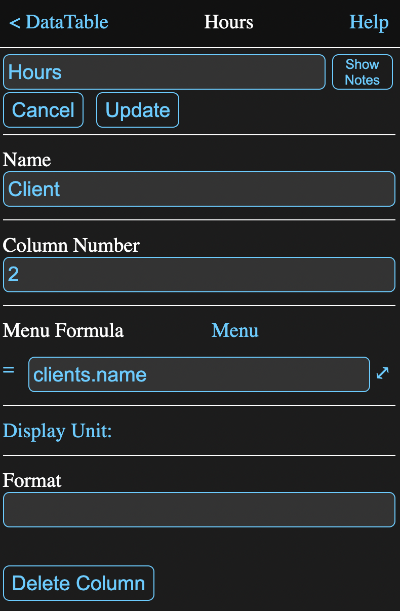 < DataTable Hours Help
Hours Show Notes
Cancel Update
Name
Client
Column Number
2
Menu Formula Menu
= clients.name ⤢
Display Unit:
Format
Delete Column